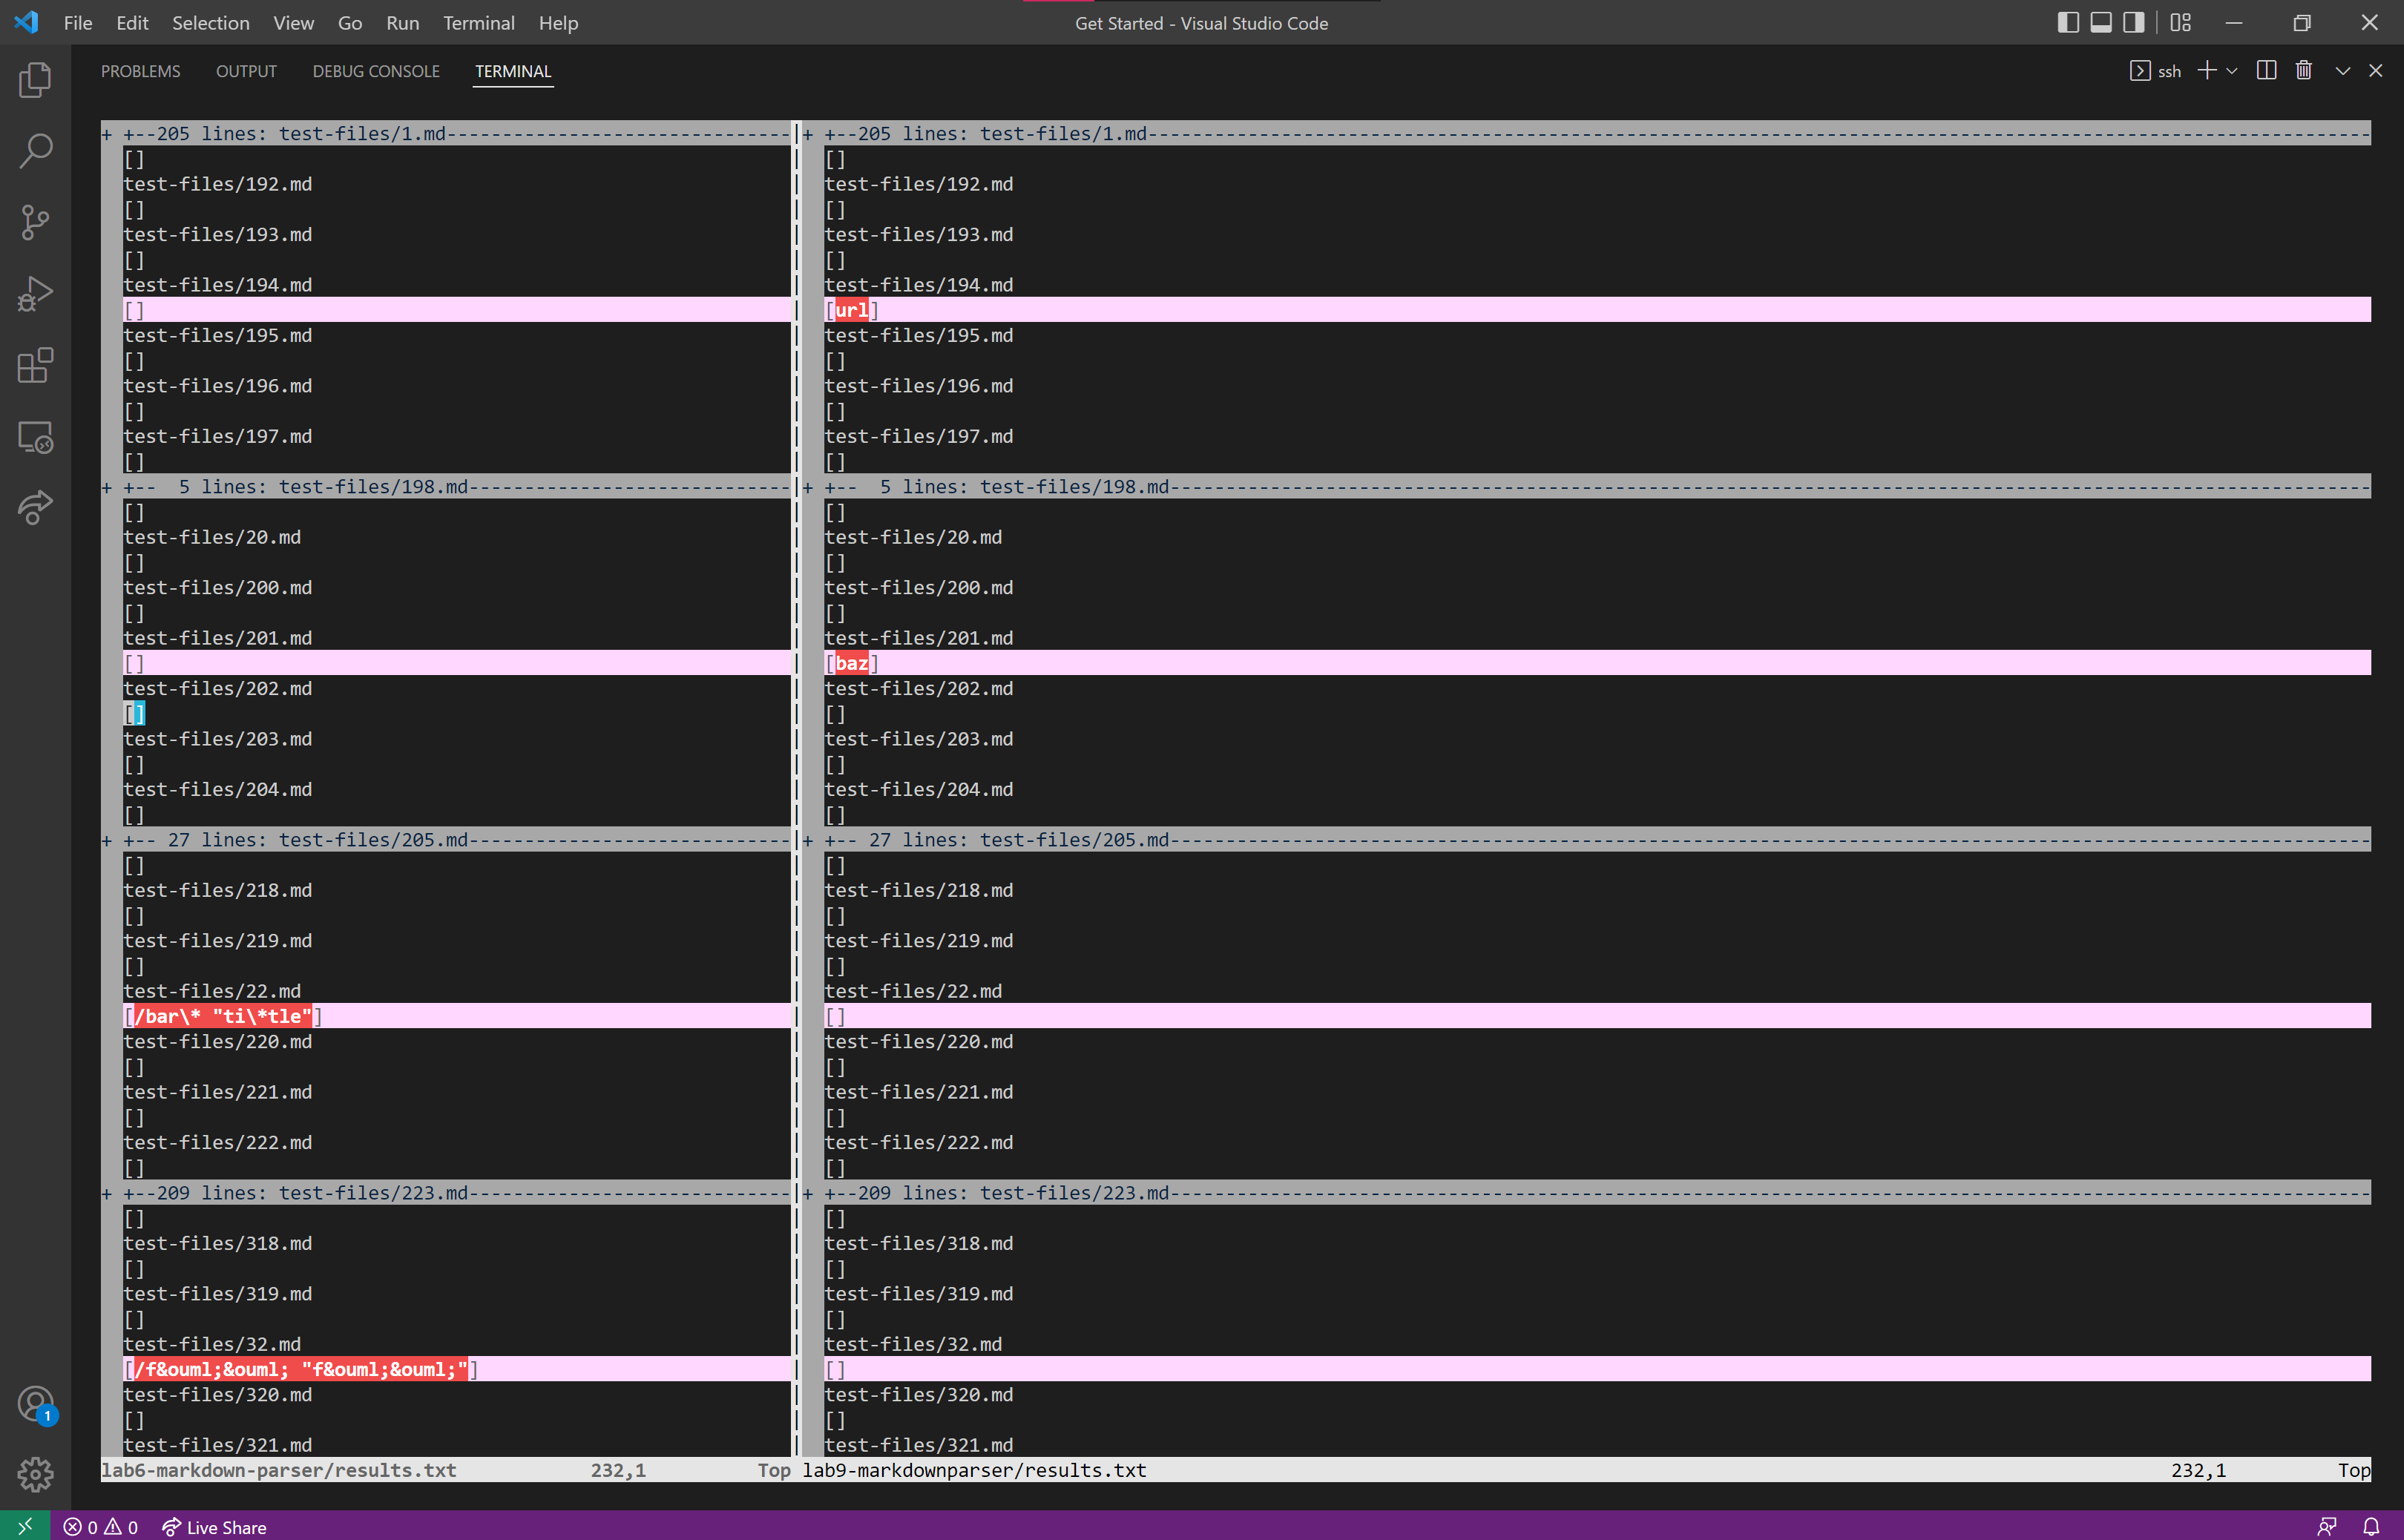 File Edit Selection View Go Run Terminal Help
Get Started - Visual Studio Code
PROBLEMS OUTPUT DEBUG CONSOLE TERMINAL
ssh
+ +--205 lines: test-files/1.md-------------------------------
[]
test-files/192.md
[]
test-files/193.md
[]
test-files/194.md
[]
test-files/195.md
[]
test-files/196.md
[]
test-files/197.md
[]
+ +--  5 lines: test-files/198.md-----------------------------
[]
test-files/20.md
[]
test-files/200.md
[]
test-files/201.md
[]
test-files/202.md
[]
test-files/203.md
[]
test-files/204.md
[]
+ +-- 27 lines: test-files/205.md-----------------------------
[]
test-files/218.md
[]
test-files/219.md
[]
test-files/22.md
[/bar\* "ti\*tle"]
test-files/220.md
[]
test-files/221.md
[]
test-files/222.md
[]
+ +--209 lines: test-files/223.md-----------------------------
[]
test-files/318.md
[]
test-files/319.md
[]
test-files/32.md
[/f&ouml;&ouml; "f&ouml;&ouml;"]
test-files/320.md
[]
test-files/321.md
lab6-markdown-parser/results.txt 232,1 Top
+ +--205 lines: test-files/1.md-------------------------------
[]
test-files/192.md
[]
test-files/193.md
[]
test-files/194.md
[url]
test-files/195.md
[]
test-files/196.md
[]
test-files/197.md
[]
+ +--  5 lines: test-files/198.md-----------------------------
[]
test-files/20.md
[]
test-files/200.md
[]
test-files/201.md
[baz]
test-files/202.md
[]
test-files/203.md
[]
test-files/204.md
[]
+ +-- 27 lines: test-files/205.md-----------------------------
[]
test-files/218.md
[]
test-files/219.md
[]
test-files/22.md
[]
test-files/220.md
[]
test-files/221.md
[]
test-files/222.md
[]
+ +--209 lines: test-files/223.md-----------------------------
[]
test-files/318.md
[]
test-files/319.md
[]
test-files/32.md
[]
test-files/320.md
[]
test-files/321.md
lab9-markdownparser/results.txt 232,1 Top
1
0 0 Live Share